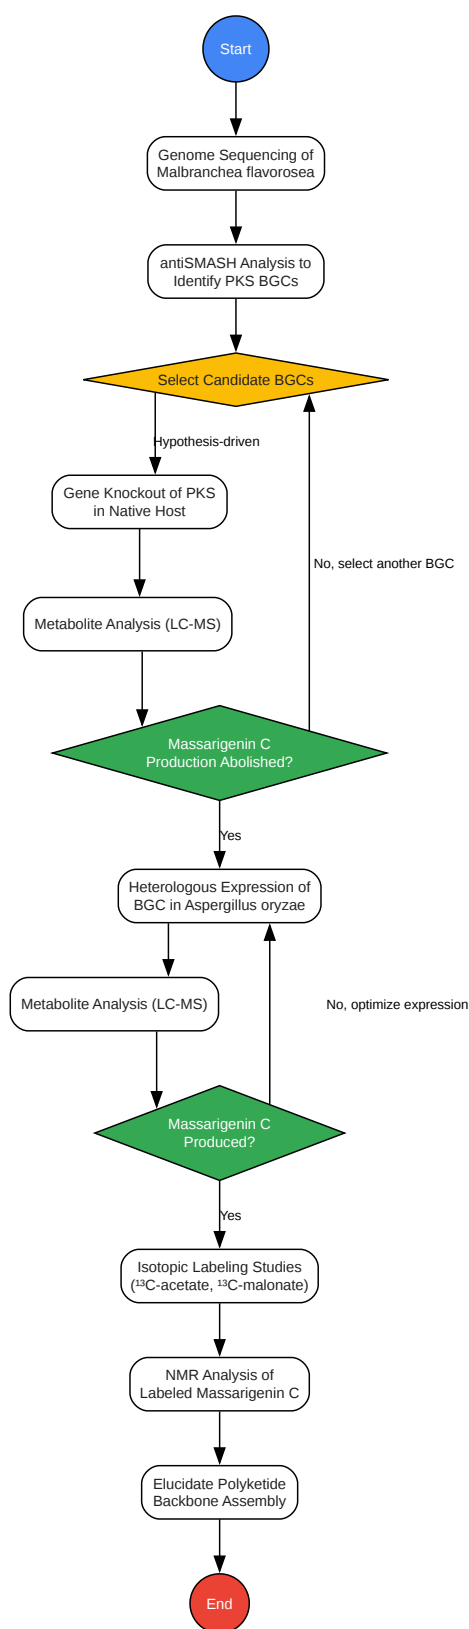 Start
Genome Sequencing of
Malbranchea flavorosea
antiSMASH Analysis to
Identify PKS BGCs
Select Candidate BGCs
Hypothesis-driven
Gene Knockout of PKS
in Native Host
No, select another BGC
Metabolite Analysis (LC-MS)
Massarigenin C
Production Abolished?
Yes
Heterologous Expression of
BGC in Aspergillus oryzae
Metabolite Analysis (LC-MS)
No, optimize expression
Massarigenin C
Produced?
Yes
Isotopic Labeling Studies
(¹³C-acetate, ¹³C-malonate)
NMR Analysis of
Labeled Massarigenin C
Elucidate Polyketide
Backbone Assembly
End